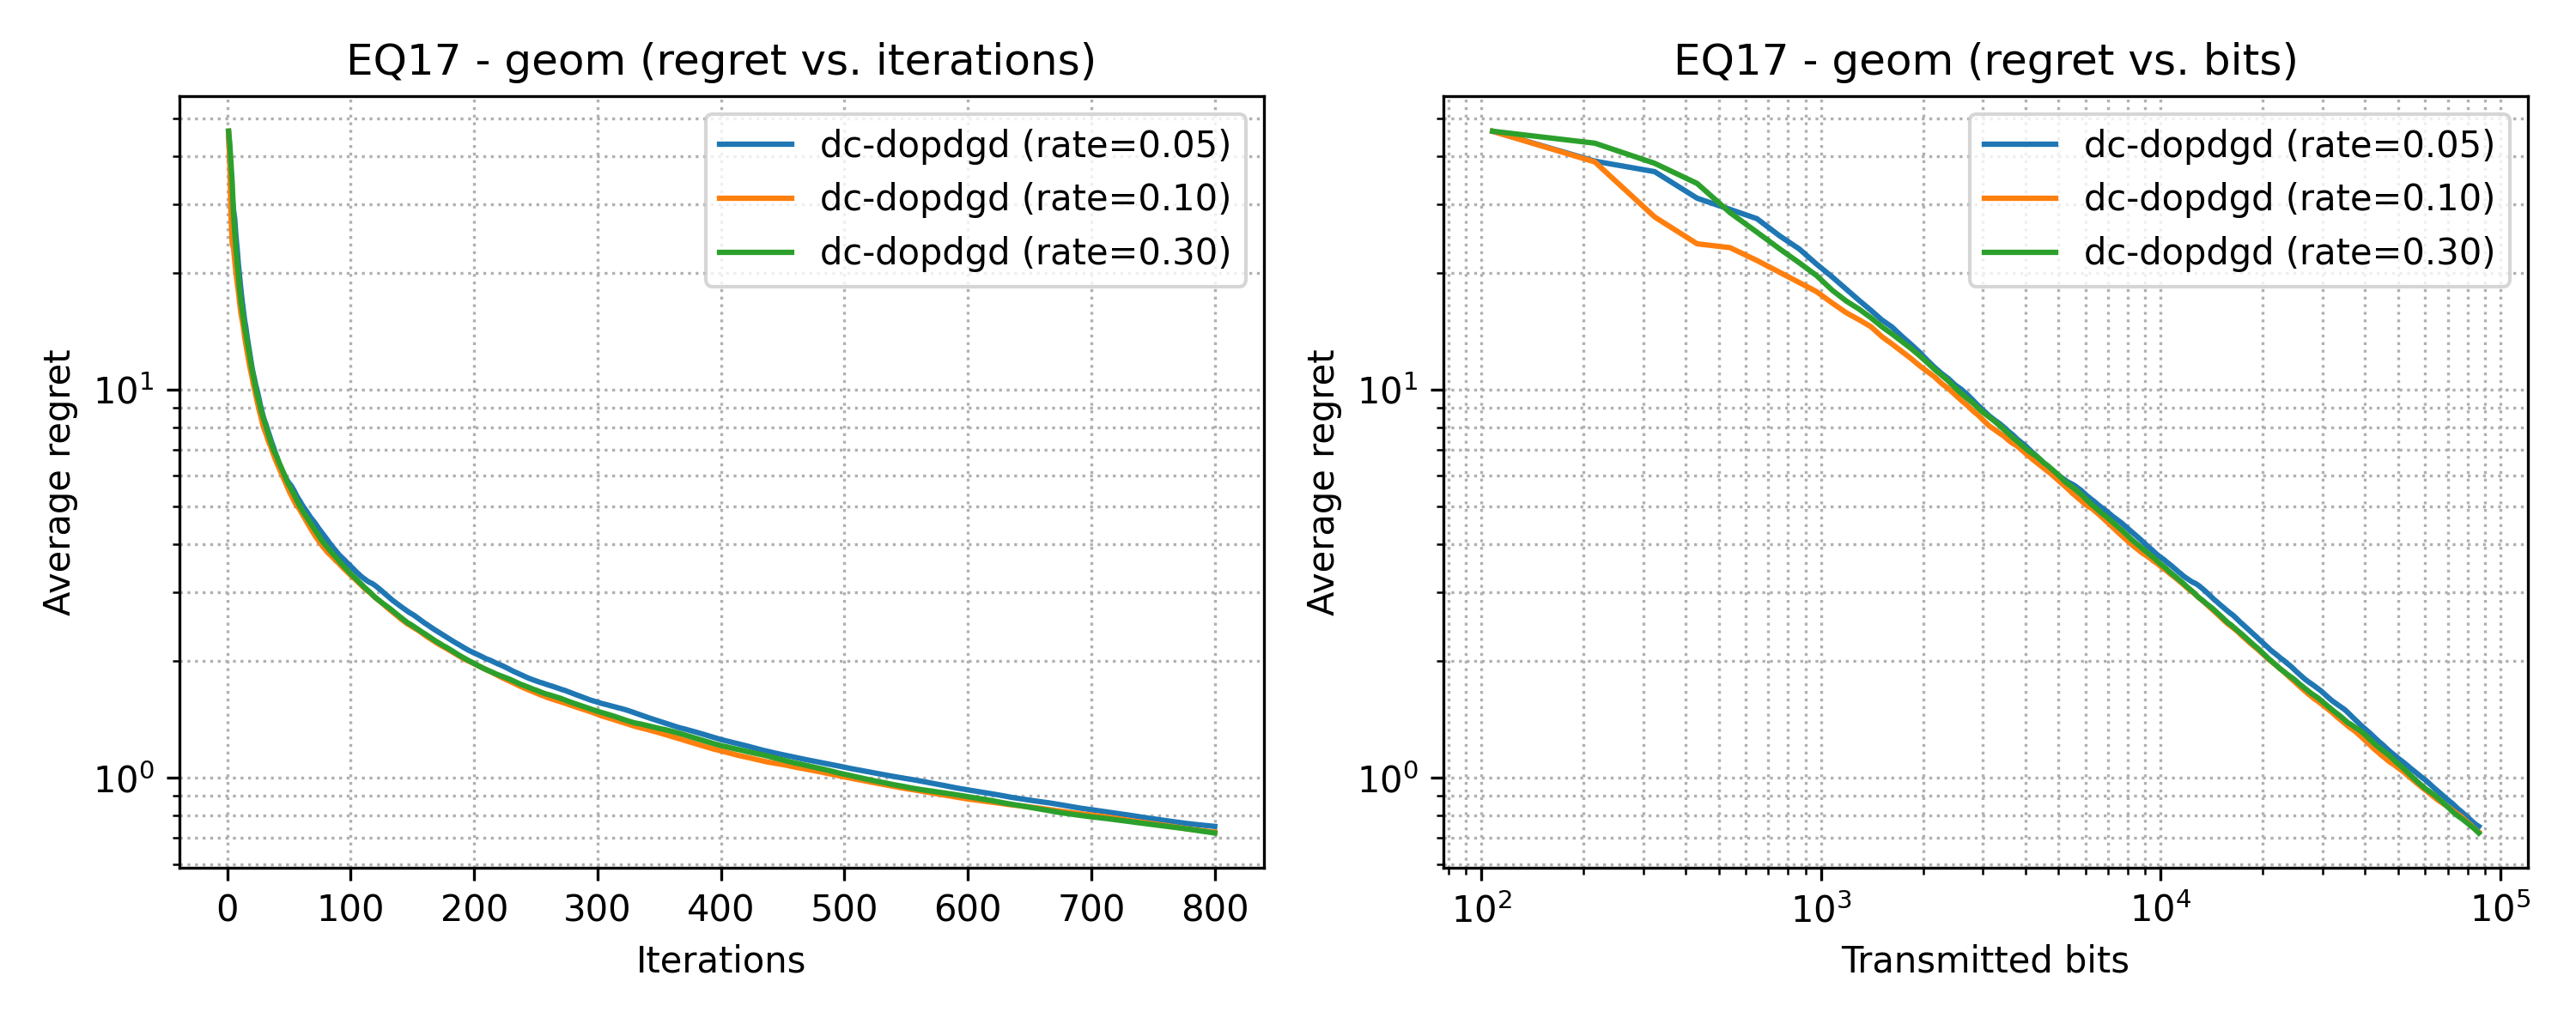 EQ17 - geom (regret vs. iterations)
Average regret
10¹
10⁰
0 100 200 300 400 500 600 700 800
Iterations
dc-dopdgd (rate=0.05)
dc-dopdgd (rate=0.10)
dc-dopdgd (rate=0.30)
EQ17 - geom (regret vs. bits)
Average regret
10¹
10⁰
10² 10³ 10⁴ 10⁵
Transmitted bits
dc-dopdgd (rate=0.05)
dc-dopdgd (rate=0.10)
dc-dopdgd (rate=0.30)